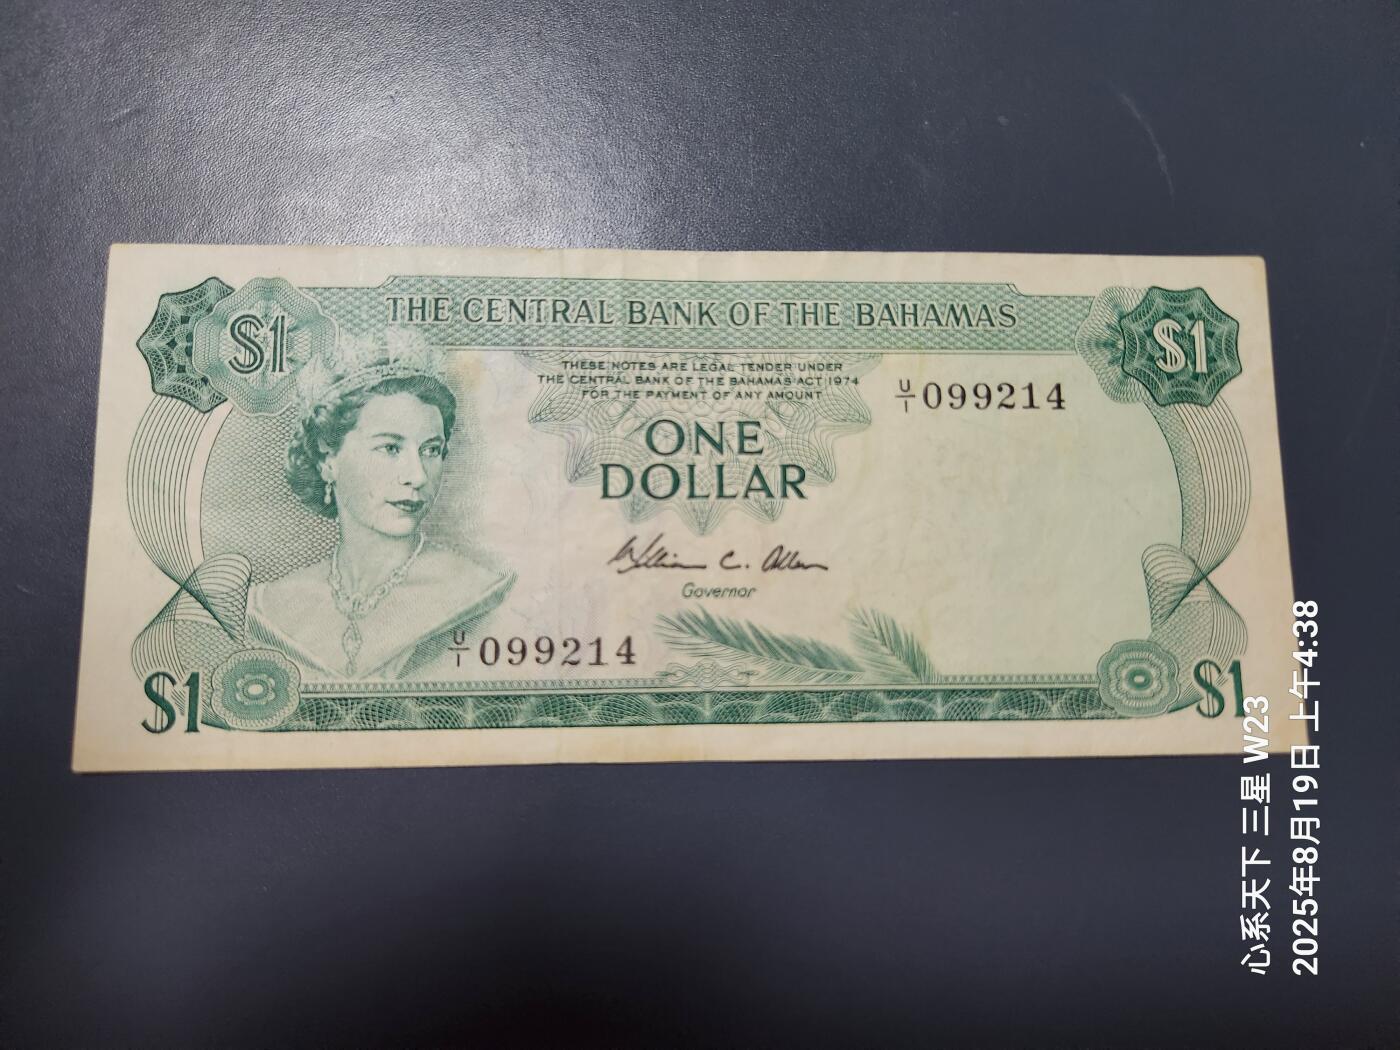 THE CENTRAL BANK OF THE BAHAMAS
$1
$1
THESE NOTES ARE LEGAL TENDER UNDER
THE CENTRAL BANK OF THE BAHAMAS ACT 1974
FOR THE PAYMENT OF ANY AMOUNT
U/1 099214
ONE
DOLLAR
William C. Allen
Governor
U/1 099214
$1
$1
心系天下 三星 W23
2025年8月19日 上午4:38